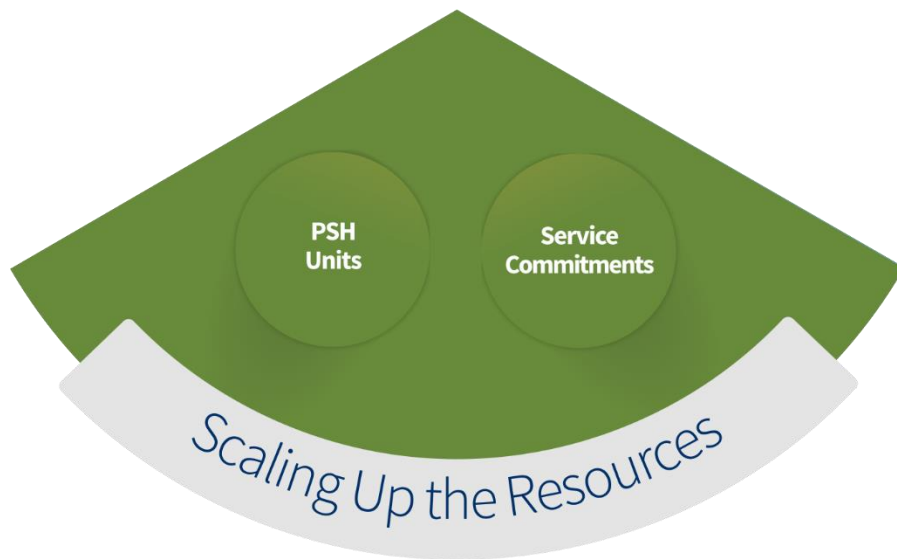 PSH
Units
Service
Commitments
Scaling Up the Resources